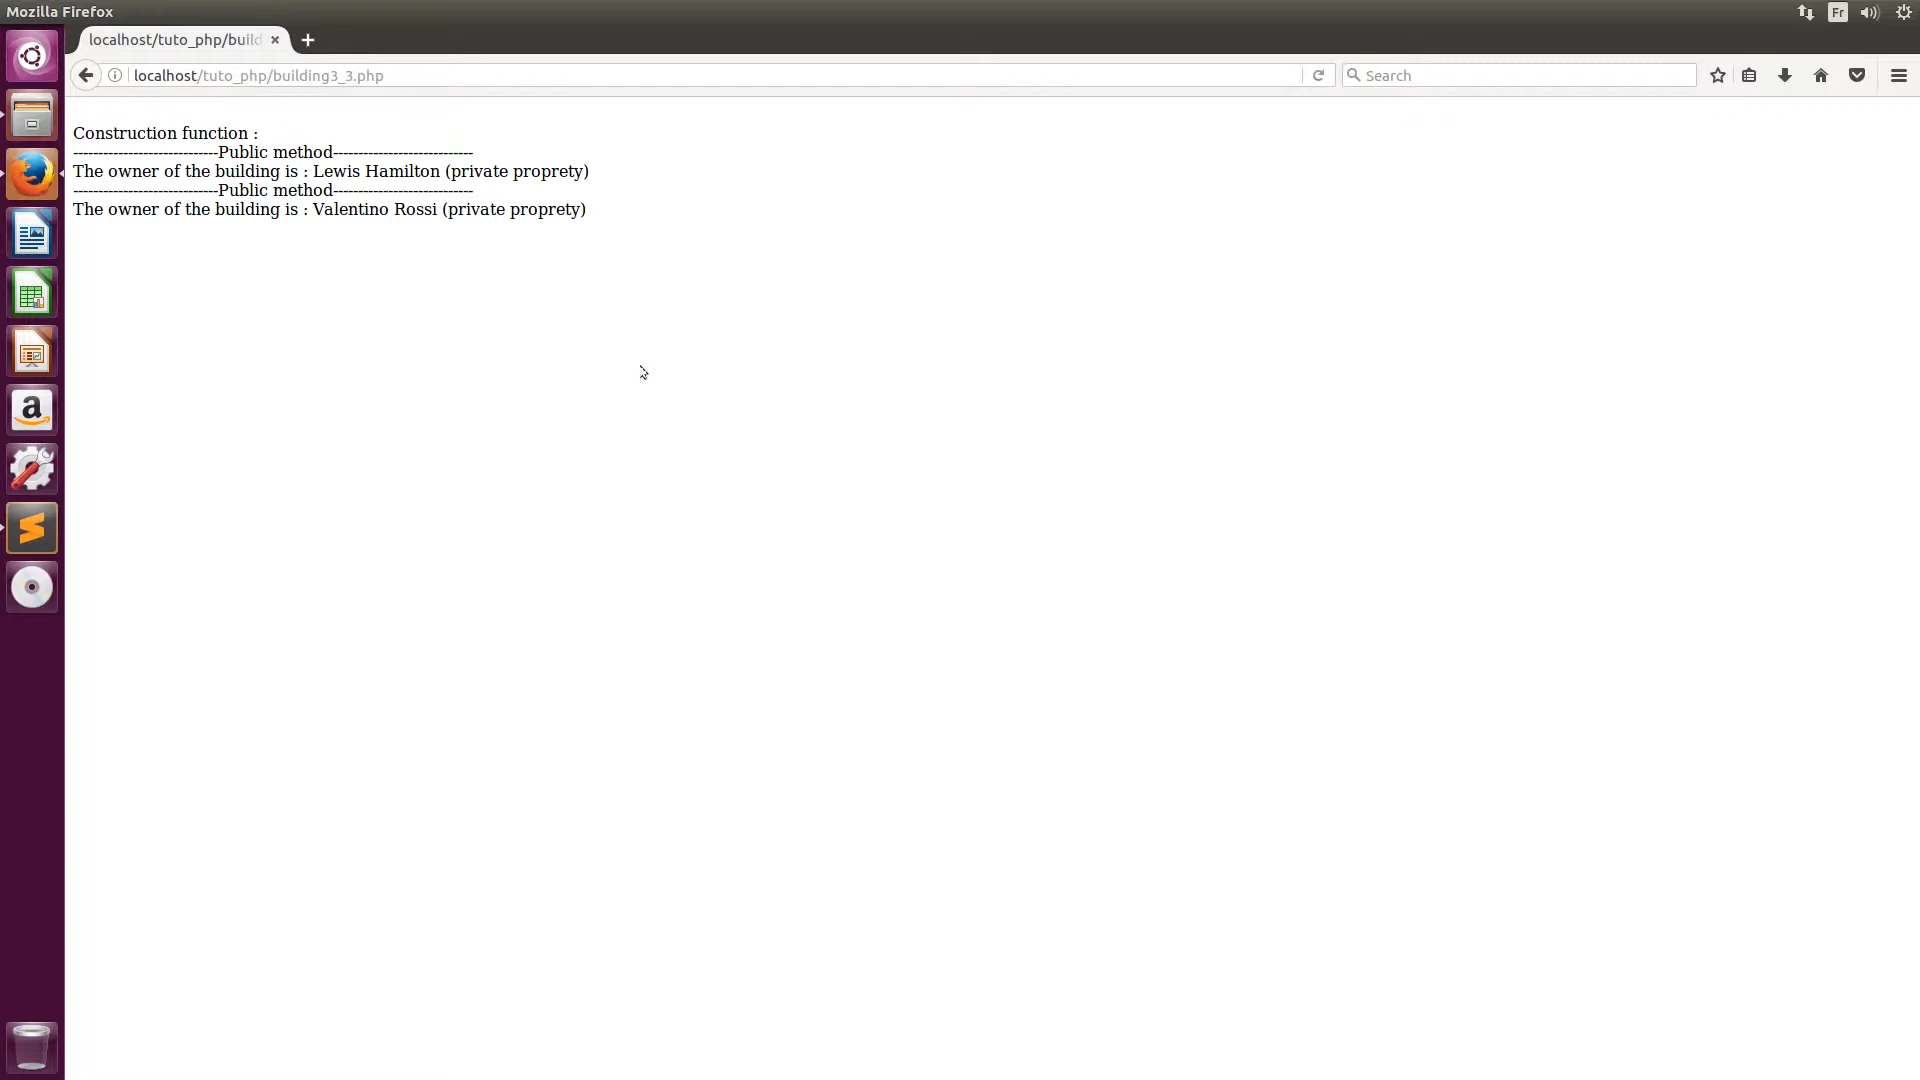 Mozilla Firefox
Fr
localhost/tuto_php/build
localhost/tuto_php/building3_3.php
Search
Construction function :
-----------------------------Public method----------------------------
The owner of the building is : Lewis Hamilton (private proprety)
-----------------------------Public method----------------------------
The owner of the building is : Valentino Rossi (private proprety)